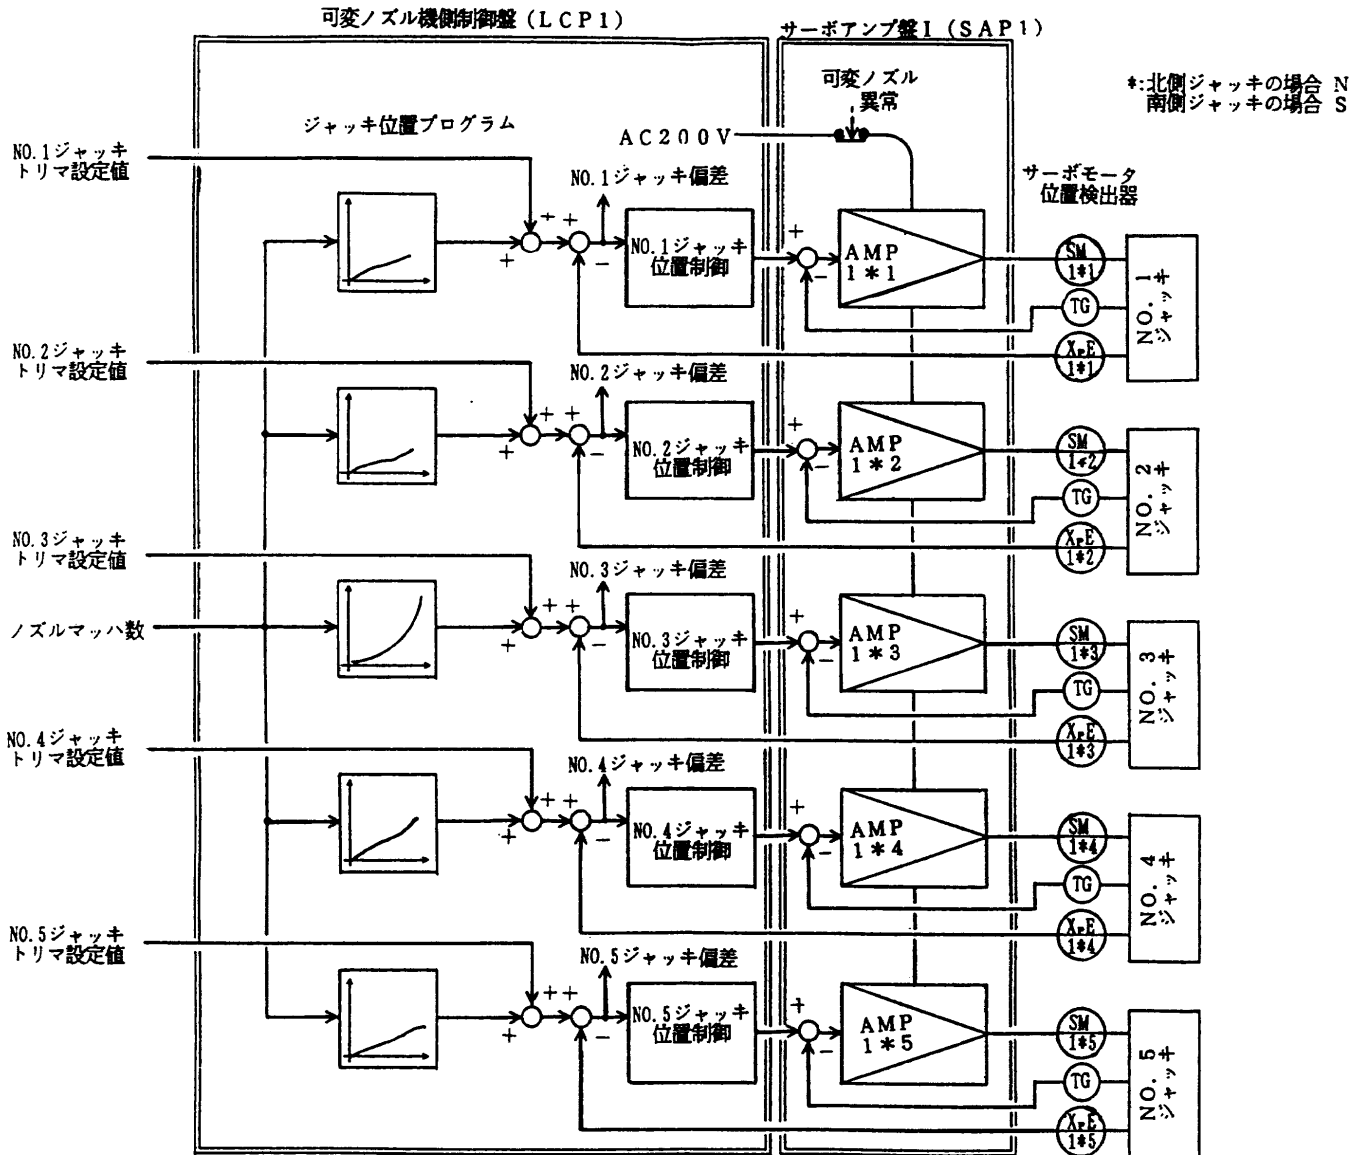 可変ノズル機側制御盤(LCP1)
サーボアンプ盤I(SAP1)
*:北側ジャッキの場合 N
南側ジャッキの場合 S
可変ノズル
異常
AC200V
ジャッキ位置プログラム
サーボモータ
位置検出器
NO.1ジャッキ
トリマ設定値
NO.1ジャッキ偏差
+ + + - + -
NO.1ジャッキ
位置制御
AMP
1*1
SM
1*1
TG
XrE
1*1
NO.1
ジャッキ
NO.2ジャッキ
トリマ設定値
NO.2ジャッキ偏差
+ + + - + -
NO.2ジャッキ
位置制御
AMP
1*2
SM
1*2
TG
XrE
1*2
NO.2
ジャッキ
NO.3ジャッキ
トリマ設定値
NO.3ジャッキ偏差
ノズルマッハ数
+ + + - + -
NO.3ジャッキ
位置制御
AMP
1*3
SM
1*3
TG
XrE
1*3
NO.3
ジャッキ
NO.4ジャッキ
トリマ設定値
NO.4ジャッキ偏差
+ + + - + -
NO.4ジャッキ
位置制御
AMP
1*4
SM
1*4
TG
XrE
1*4
NO.4
ジャッキ
NO.5ジャッキ
トリマ設定値
NO.5ジャッキ偏差
+ + + - + -
NO.5ジャッキ
位置制御
AMP
1*5
SM
1*5
TG
XrE
1*5
NO.5
ジャッキ